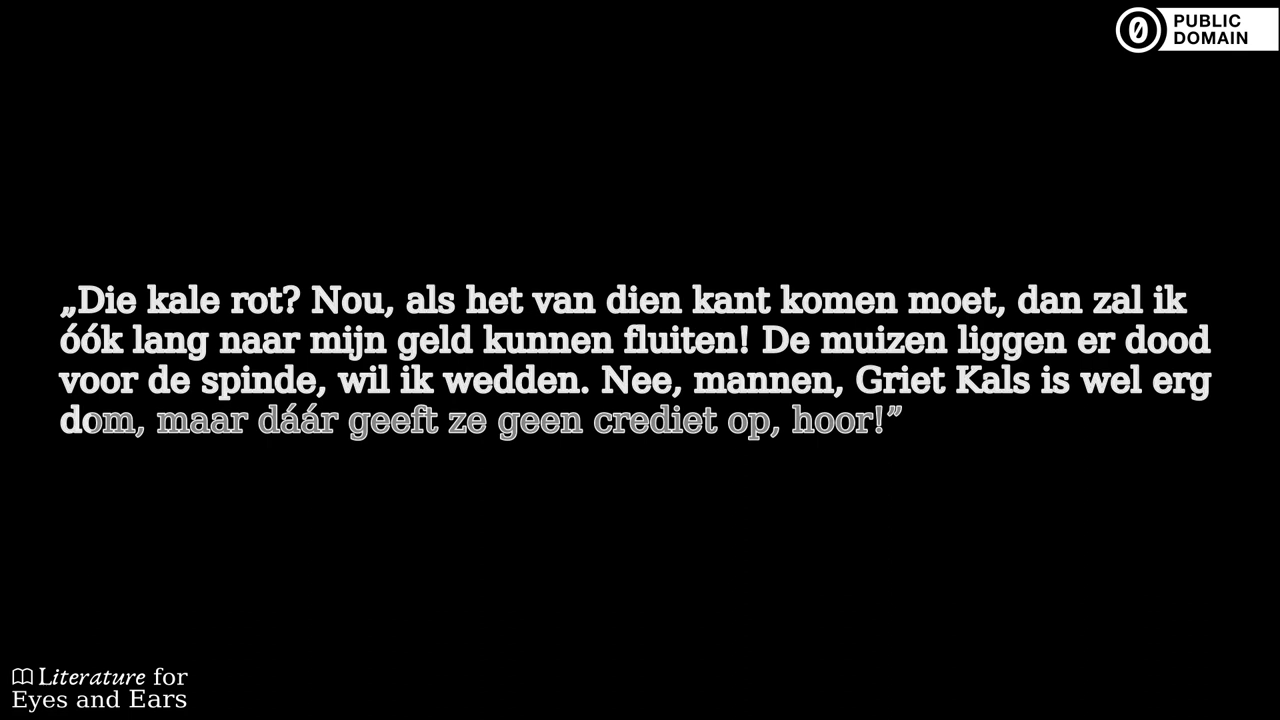 PUBLIC
DOMAIN
„Die kale rot? Nou, als het van dien kant komen moet, dan zal ik
óók lang naar mijn geld kunnen fluiten! De muizen liggen er dood
voor de spinde, wil ik wedden. Nee, mannen, Griet Kals is wel erg
dom, maar dáár geeft ze geen crediet op, hoor!”
Literature for
Eyes and Ears